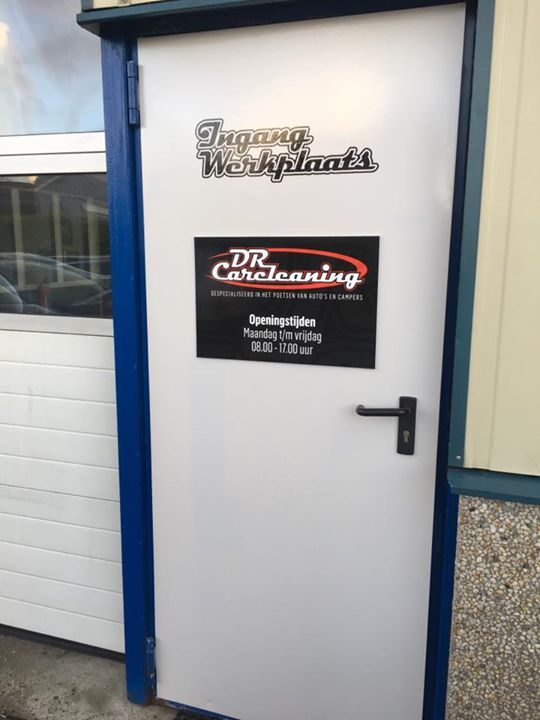 Ingang
Werkplaats
DR
Carcleaning
GESPECIALISEERD IN HET POETSEN VAN AUTO'S EN CAMPERS
Openingstijden
Maandag t/m vrijdag
08.00 - 17.00 uur